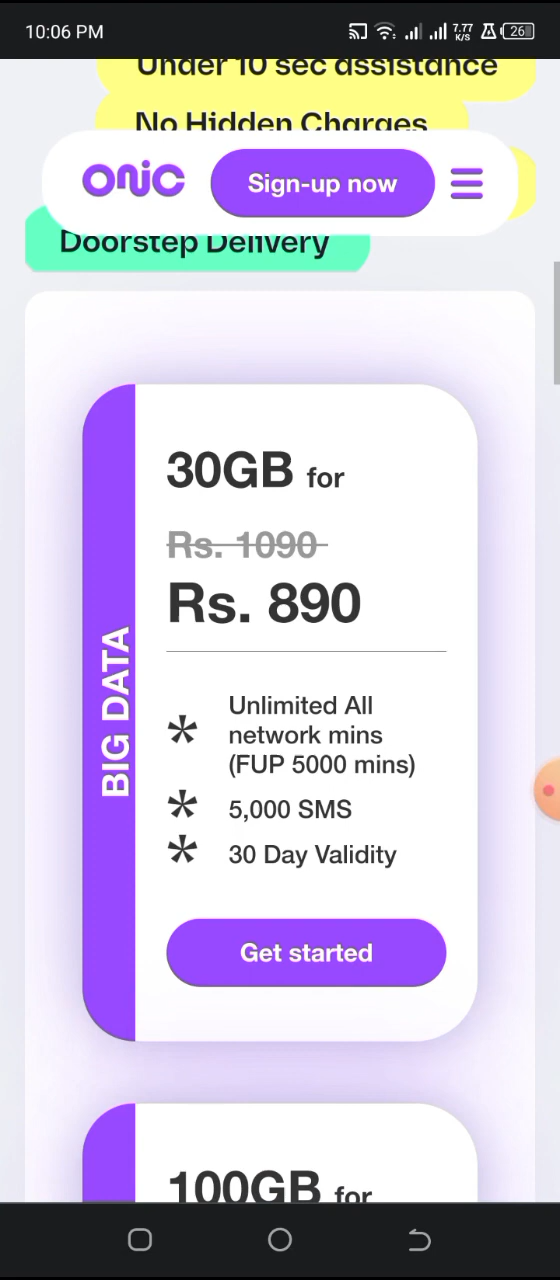 10:06 PM
7.77
K/S
26
Under 10 sec assistance
No Hidden Charges
onic
Sign-up now
Doorstep Delivery
30GB for
Rs. 1090
Rs. 890
BIG DATA
Unlimited All
network mins
(FUP 5000 mins)
* 5,000 SMS
* 30 Day Validity
Get started
100GB for